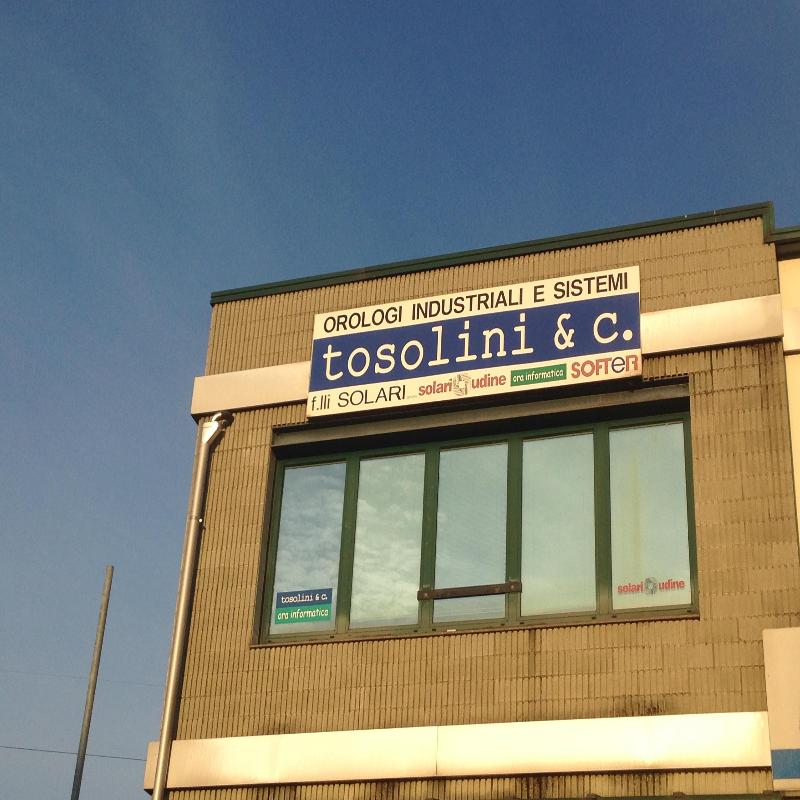 OROLOGI INDUSTRIALI E SISTEMI
tosolini & c.
f.lli SOLARI solari udine ora informatica SOFTER
tosolini & c.
ora informatica
solari udine